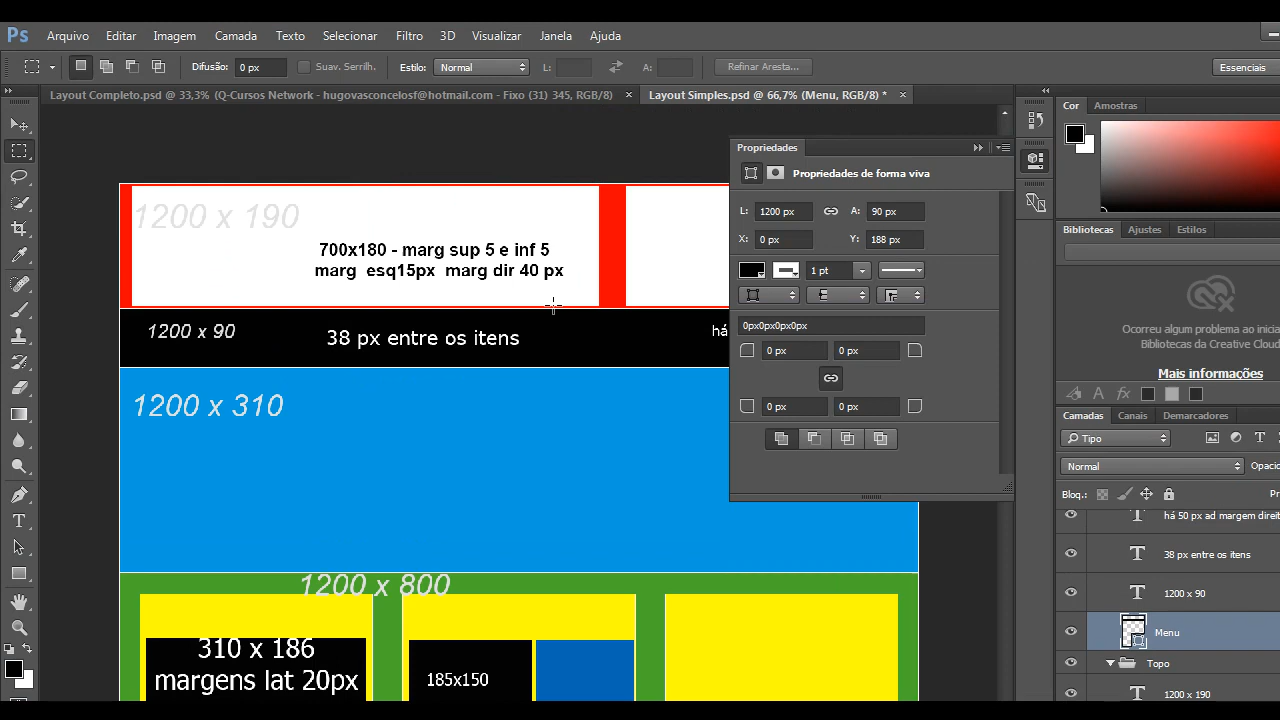 Ps Arquivo Editar Imagem Camada Texto Selecionar Filtro 3D Visualizar Janela Ajuda
Difusão: 0 px Suav. Serrilh. Estilo: Normal L: A: Refinar Aresta... Essenciais
Layout Completo.psd @ 33,3% (Q-Cursos Network - hugovasconcelosf@hotmail.com - Fixo (31) 345, RGB/8) × Layout Simples.psd @ 66,7% (Menu, RGB/8) * ×
Cor Amostras
Propriedades
Propriedades de forma viva
L: 1200 px A: 90 px
X: 0 px Y: 188 px
1 pt
0px0px0px0px
0 px 0 px
0 px 0 px
1200 x 190
700x180 - marg sup 5 e inf 5
marg esq15px marg dir 40 px
1200 x 90
38 px entre os itens
há
1200 x 310
1200 x 800
310 x 186
margens lat 20px
185x150
Bibliotecas Ajustes Estilos
Ocorreu algum problema ao inicia
Bibliotecas da Creative Cloud
Mais informações
Camadas Canais Demarcadores
Tipo
Normal Opacid
Bloq.: Pr
há 50 px ad margem direit
38 px entre os itens
1200 x 90
Menu
Topo
1200 x 190